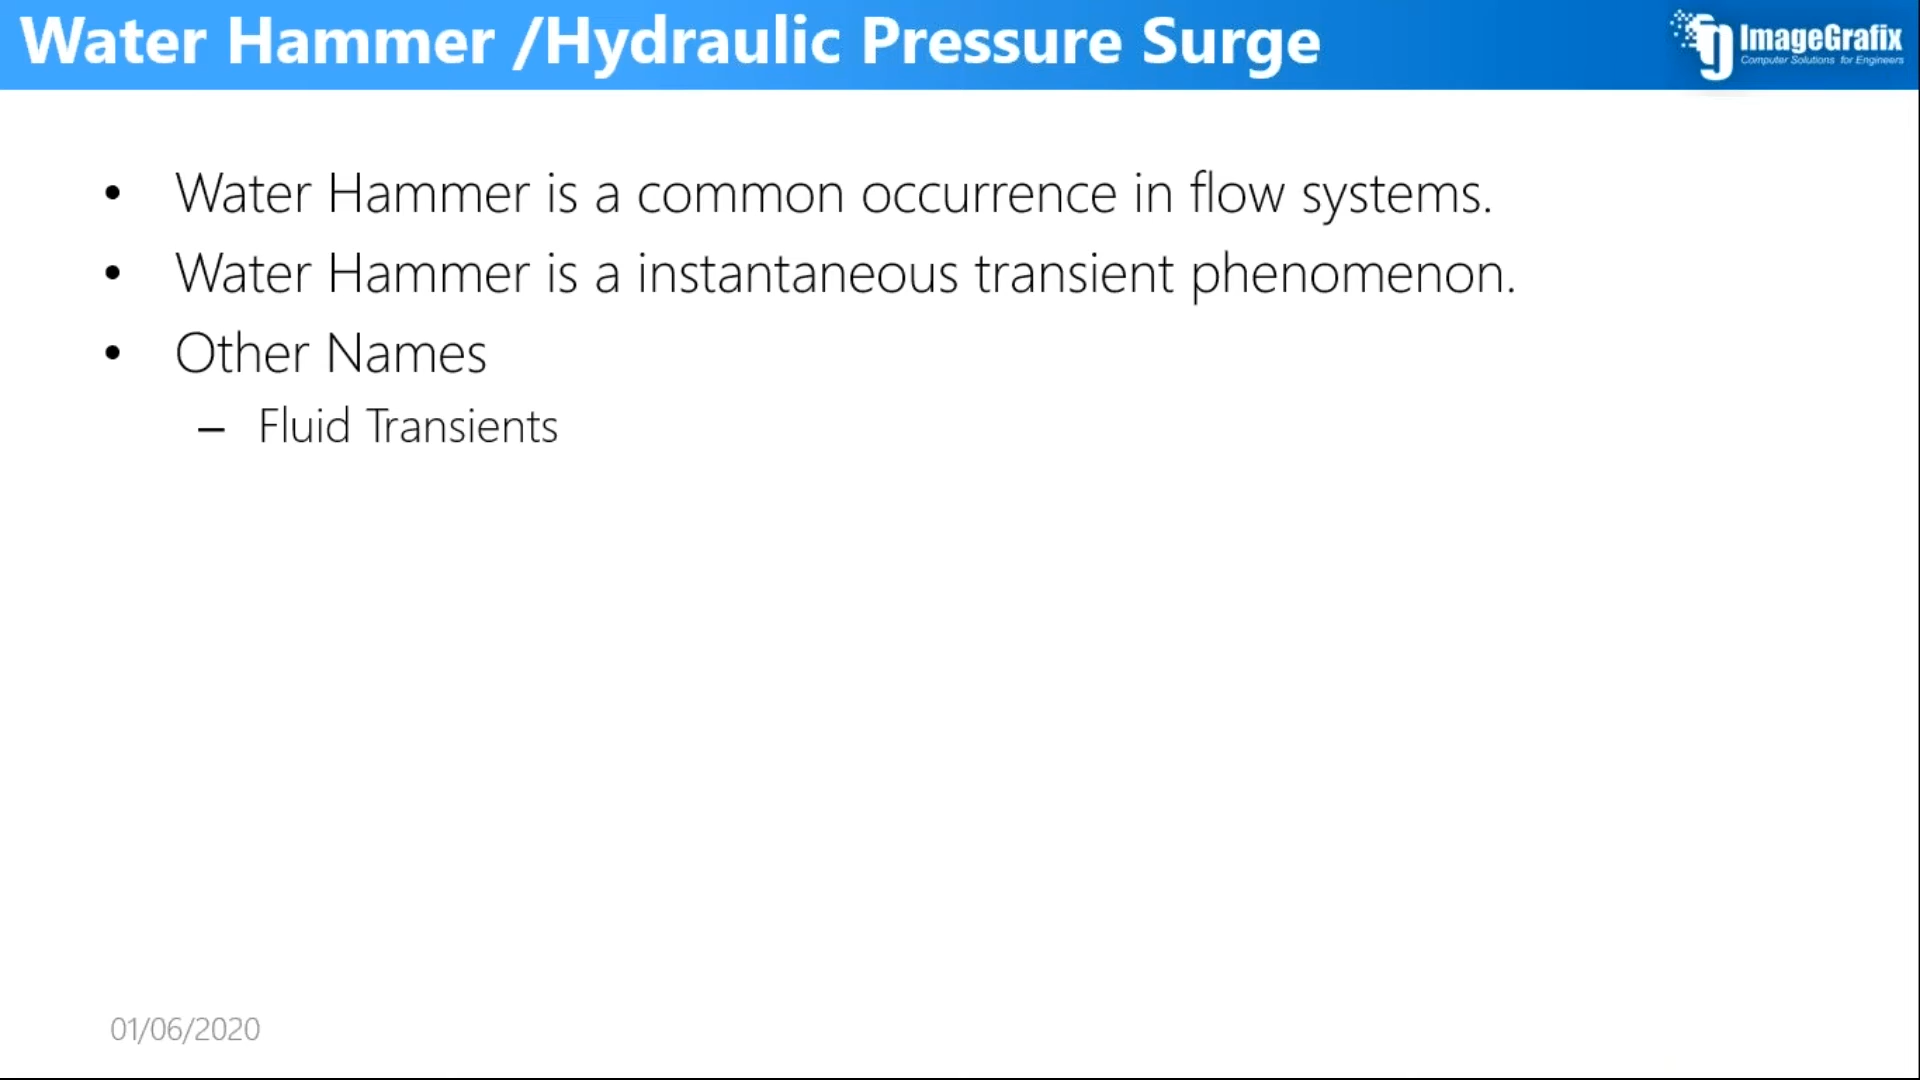 Water Hammer /Hydraulic Pressure Surge
ImageGrafix
Computer Solutions for Engineers
• Water Hammer is a common occurrence in flow systems.
• Water Hammer is a instantaneous transient phenomenon.
• Other Names
– Fluid Transients
01/06/2020